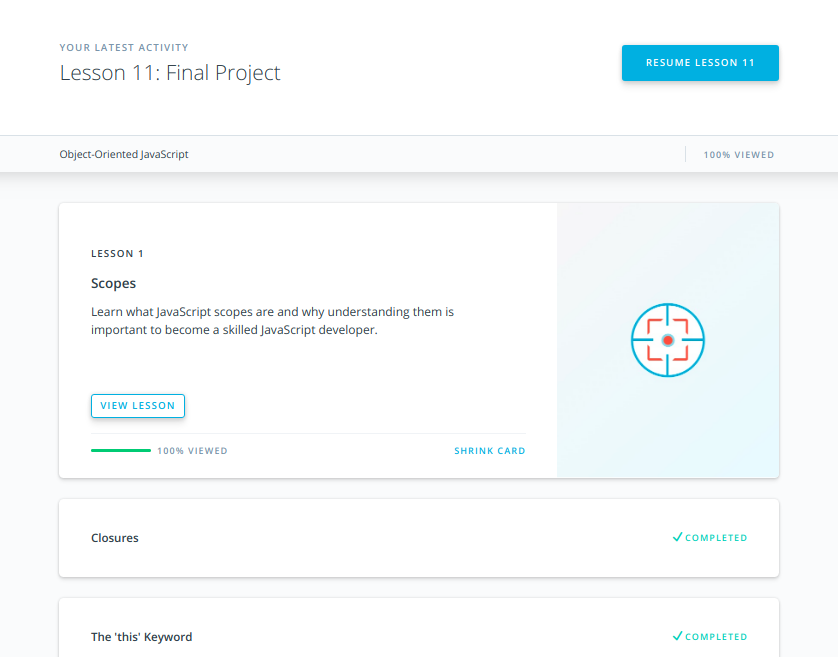 YOUR LATEST ACTIVITY
Lesson 11: Final Project
RESUME LESSON 11
Object-Oriented JavaScript
100% VIEWED
LESSON 1
Scopes
Learn what JavaScript scopes are and why understanding them is
important to become a skilled JavaScript developer.
VIEW LESSON
100% VIEWED
SHRINK CARD
Closures
COMPLETED
The 'this' Keyword
COMPLETED